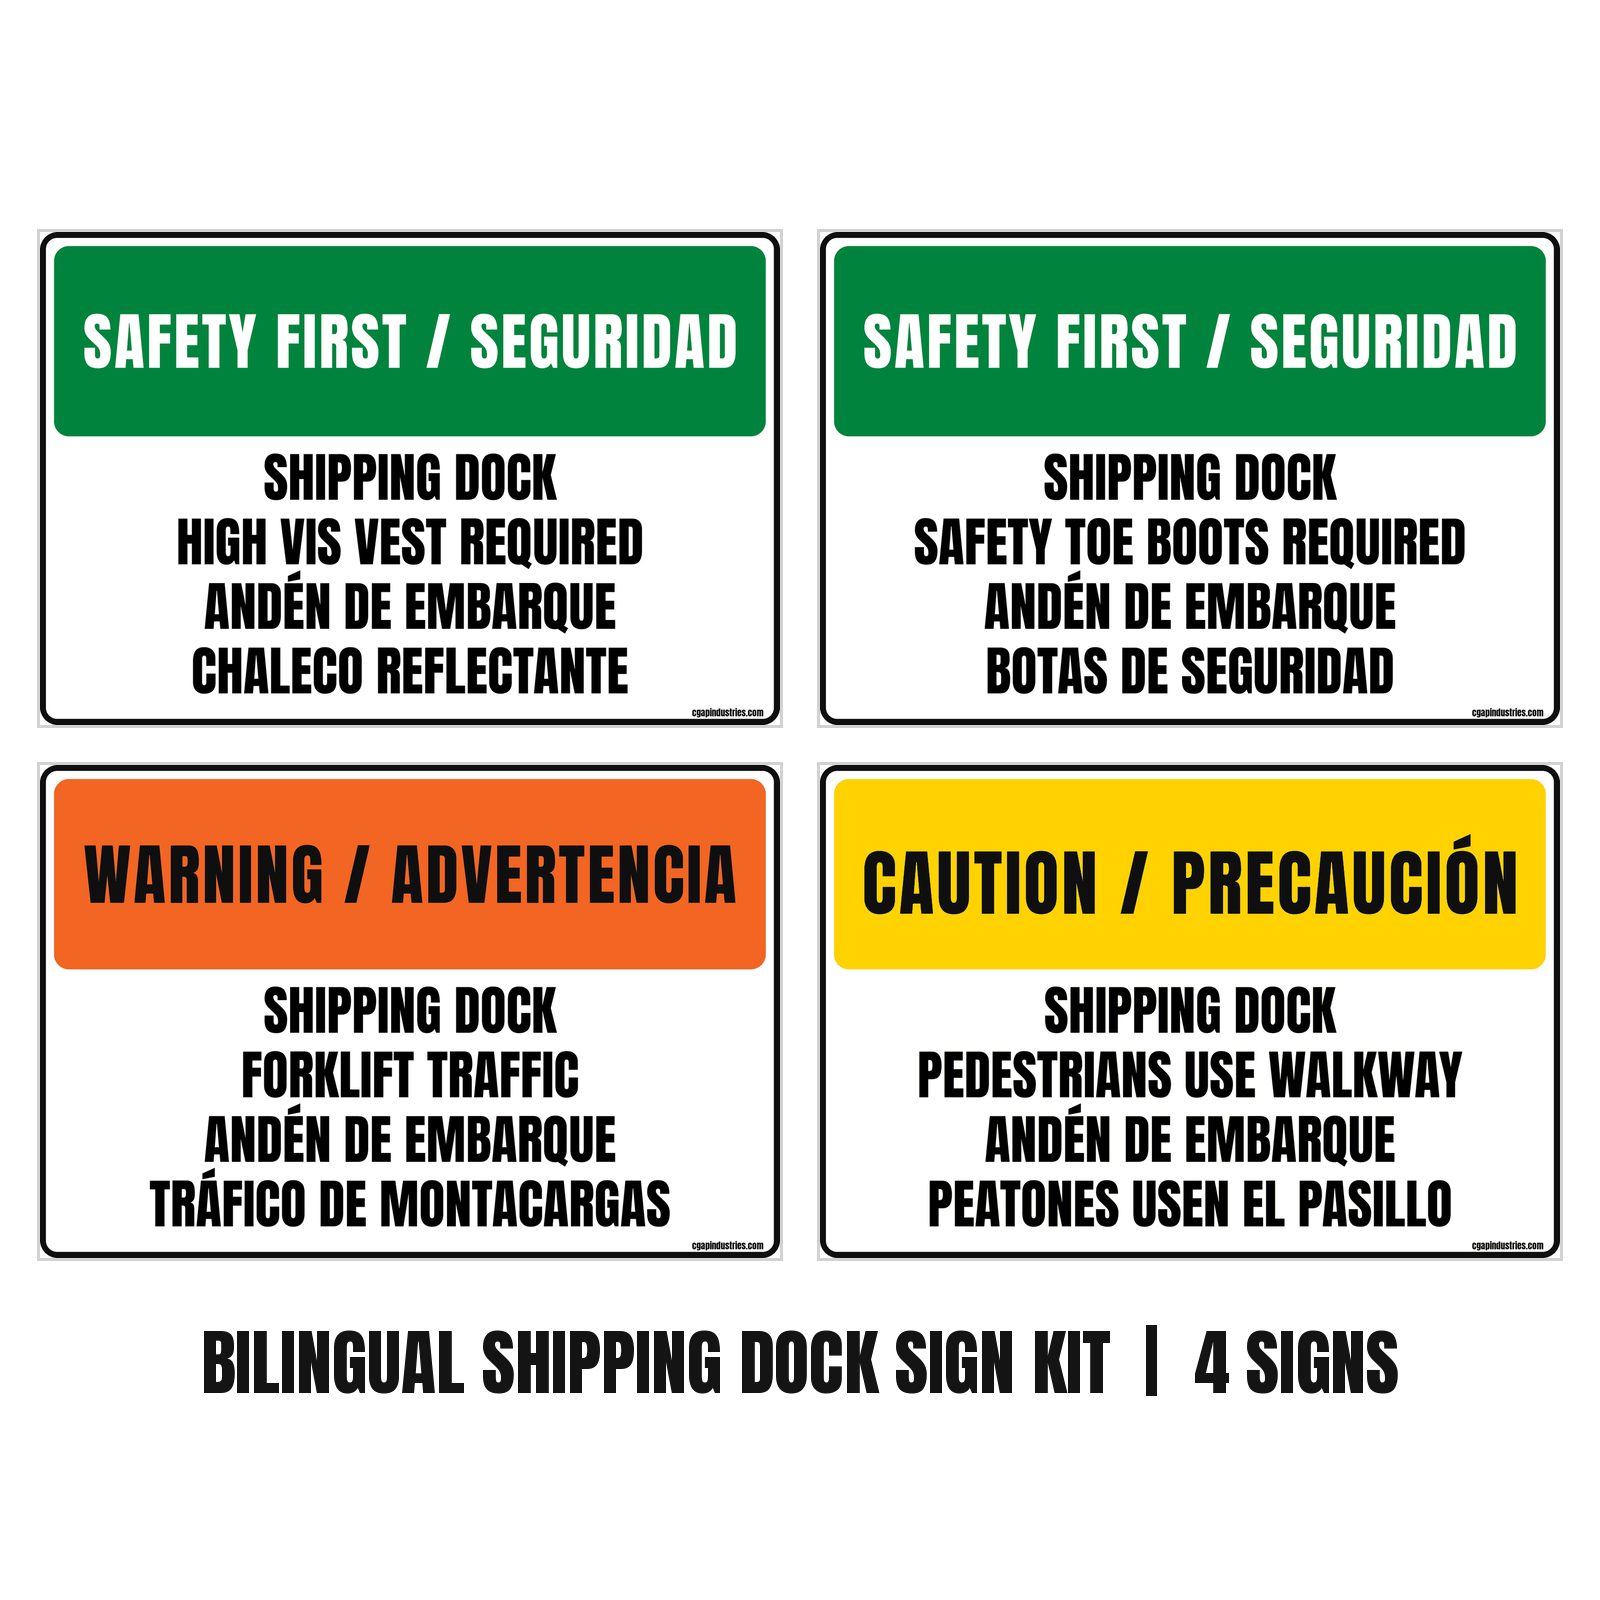 SAFETY FIRST / SEGURIDAD
SHIPPING DOCK
HIGH VIS VEST REQUIRED
ANDÉN DE EMBARQUE
CHALECO REFLECTANTE
cgapindustries.com
SAFETY FIRST / SEGURIDAD
SHIPPING DOCK
SAFETY TOE BOOTS REQUIRED
ANDÉN DE EMBARQUE
BOTAS DE SEGURIDAD
cgapindustries.com
WARNING / ADVERTENCIA
SHIPPING DOCK
FORKLIFT TRAFFIC
ANDÉN DE EMBARQUE
TRÁFICO DE MONTACARGAS
cgapindustries.com
CAUTION / PRECAUCIÓN
SHIPPING DOCK
PEDESTRIANS USE WALKWAY
ANDÉN DE EMBARQUE
PEATONES USEN EL PASILLO
cgapindustries.com
BILINGUAL SHIPPING DOCK SIGN KIT | 4 SIGNS